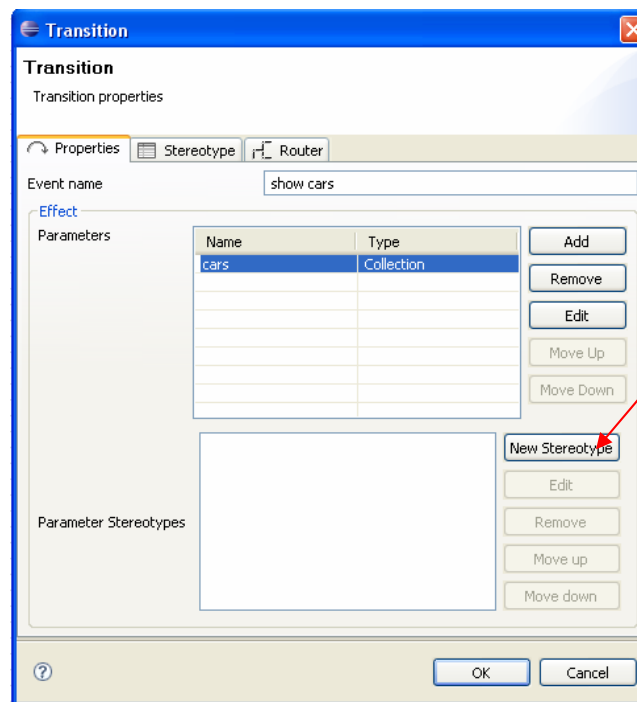 Transition
Transition
Transition properties
Properties Stereotype Router
Event name show cars
Effect
Parameters
Name Type
cars Collection
Add
Remove
Edit
Move Up
Move Down
Parameter Stereotypes
New Stereotype
Edit
Remove
Move up
Move down
? OK Cancel